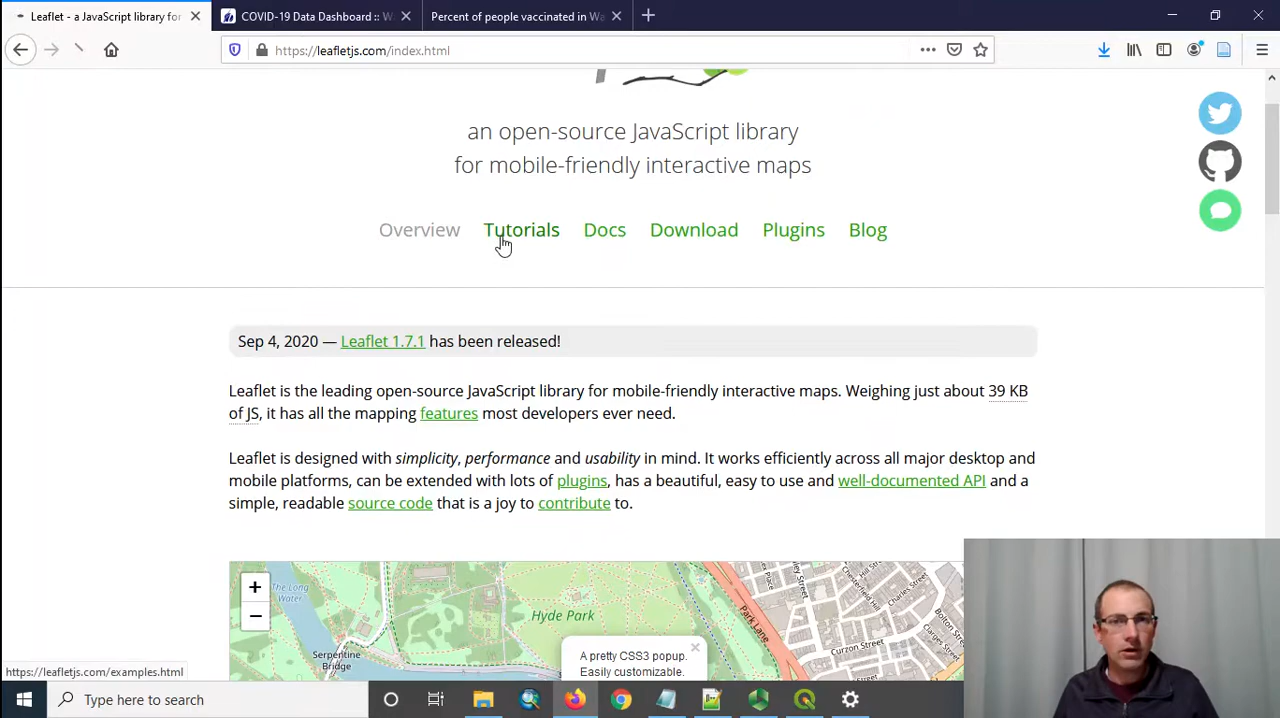 Leaflet - a JavaScript library for
COVID-19 Data Dashboard :: W
Percent of people vaccinated in Wa
https://leafletjs.com/index.html
an open-source JavaScript library
for mobile-friendly interactive maps
Overview Tutorials Docs Download Plugins Blog
Sep 4, 2020 — Leaflet 1.7.1 has been released!
Leaflet is the leading open-source JavaScript library for mobile-friendly interactive maps. Weighing just about 39 KB
of JS, it has all the mapping features most developers ever need.
Leaflet is designed with simplicity, performance and usability in mind. It works efficiently across all major desktop and
mobile platforms, can be extended with lots of plugins, has a beautiful, easy to use and well-documented API and a
simple, readable source code that is a joy to contribute to.
+
−
The Long
Water
Hyde Park
Serpentine
Bridge
Park Lane
Curzon Street
A pretty CSS3 popup.
Easily customizable.
https://leafletjs.com/examples.html
Type here to search